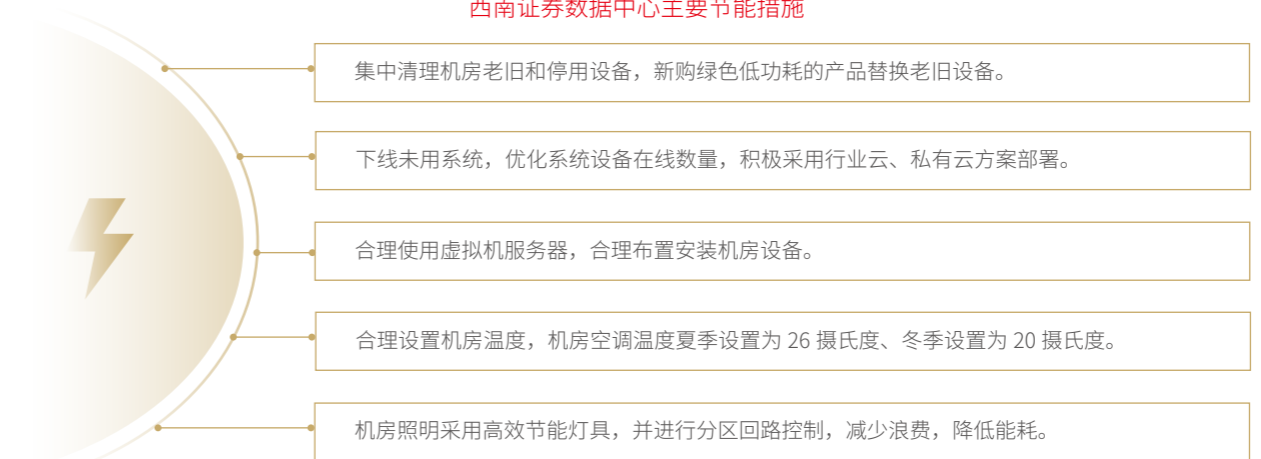 西南证券数据中心主要节能措施
集中清理机房老旧和停用设备，新购绿色低功耗的产品替换老旧设备。
下线未用系统，优化系统设备在线数量，积极采用行业云、私有云方案部署。
合理使用虚拟机服务器，合理布置安装机房设备。
合理设置机房温度，机房空调温度夏季设置为 26 摄氏度、冬季设置为 20 摄氏度。
机房照明采用高效节能灯具，并进行分区回路控制，减少浪费，降低能耗。